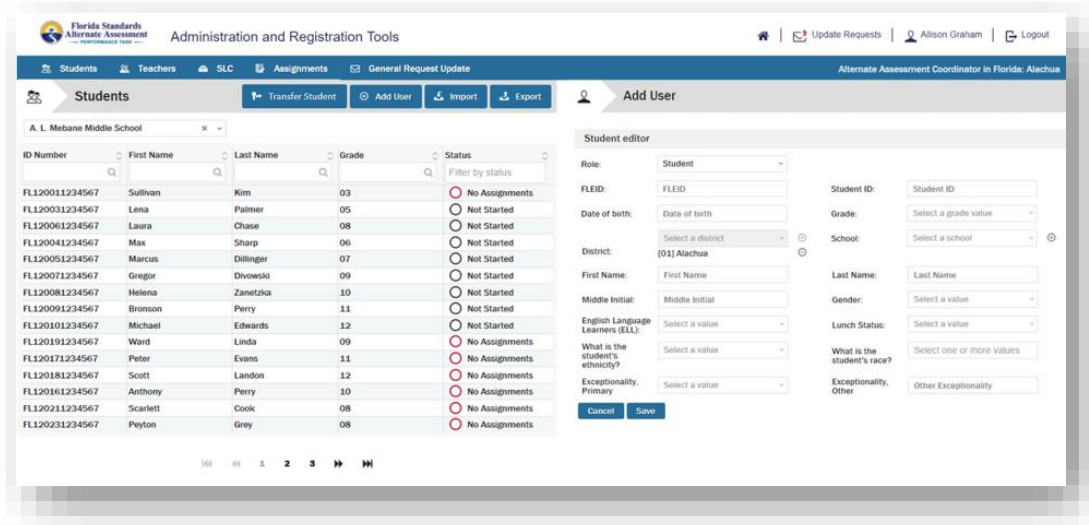 Florida Standards
Alternate Assessment
PERFORMANCE TASK
Administration and Registration Tools
Update Requests
Allison Graham
Logout
Students Teachers SLC Assignments General Request Update
Alternate Assessment Coordinator in Florida: Alachua
Students
Transfer Student Add User Import Export
A. L. Mebane Middle School
ID Number First Name Last Name Grade Status
Filter by status
FL120011234567 Sullivan Kim 03 No Assignments
FL120031234567 Lena Palmer 05 Not Started
FL120061234567 Laura Chase 08 Not Started
FL120041234567 Max Sharp 06 Not Started
FL120051234567 Marcus Dillinger 07 Not Started
FL120071234567 Gregor Divowski 09 Not Started
FL120081234567 Helena Zanetzka 10 Not Started
FL120091234567 Bronson Perry 11 Not Started
FL120101234567 Michael Edwards 12 Not Started
FL120191234567 Ward Linda 09 No Assignments
FL120171234567 Peter Evans 11 No Assignments
FL120181234567 Scott Landon 12 No Assignments
FL120161234567 Anthony Perry 10 No Assignments
FL120211234567 Scarlett Cook 08 No Assignments
FL120231234567 Peyton Grey 08 No Assignments
1 2 3
Add User
Student editor
Role: Student
FLEID: FLEID Student ID: Student ID
Date of birth: Date of birth Grade: Select a grade value
Select a district School: Select a school
District: [01] Alachua
First Name: First Name Last Name: Last Name
Middle Initial: Middle Initial Gender: Select a value
English Language
Learners (ELL): Select a value Lunch Status: Select a value
What is the
student's
ethnicity? Select a value
What is the
student's race? Select one or more values
Exceptionality,
Primary Select a value
Exceptionality,
Other Other Exceptionality
Cancel Save